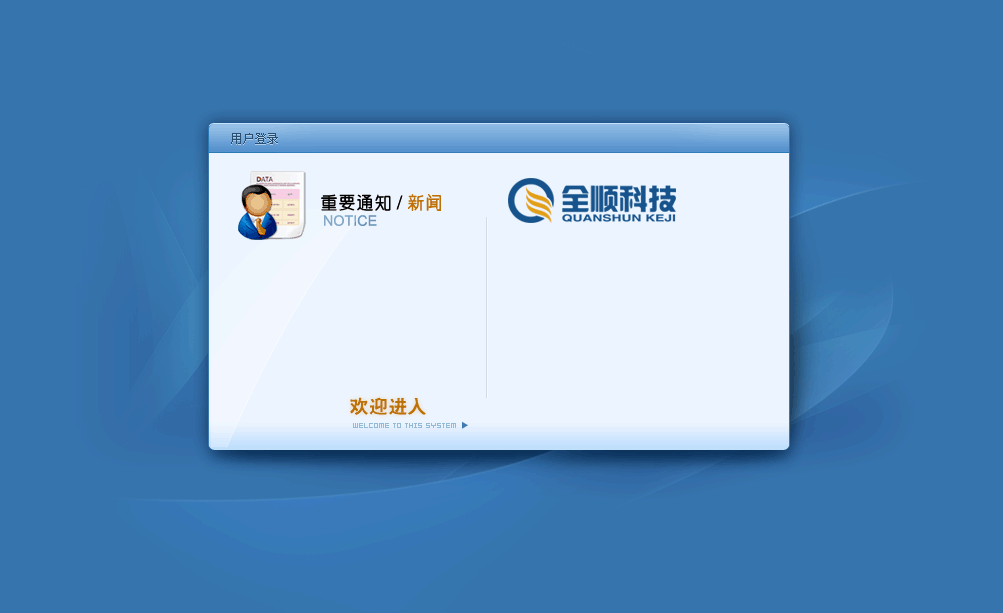 用户登录
DATA
重要通知 / 新闻
NOTICE
全顺科技
QUANSHUN KEJI
欢迎进入
WELCOME TO THIS SYSTEM